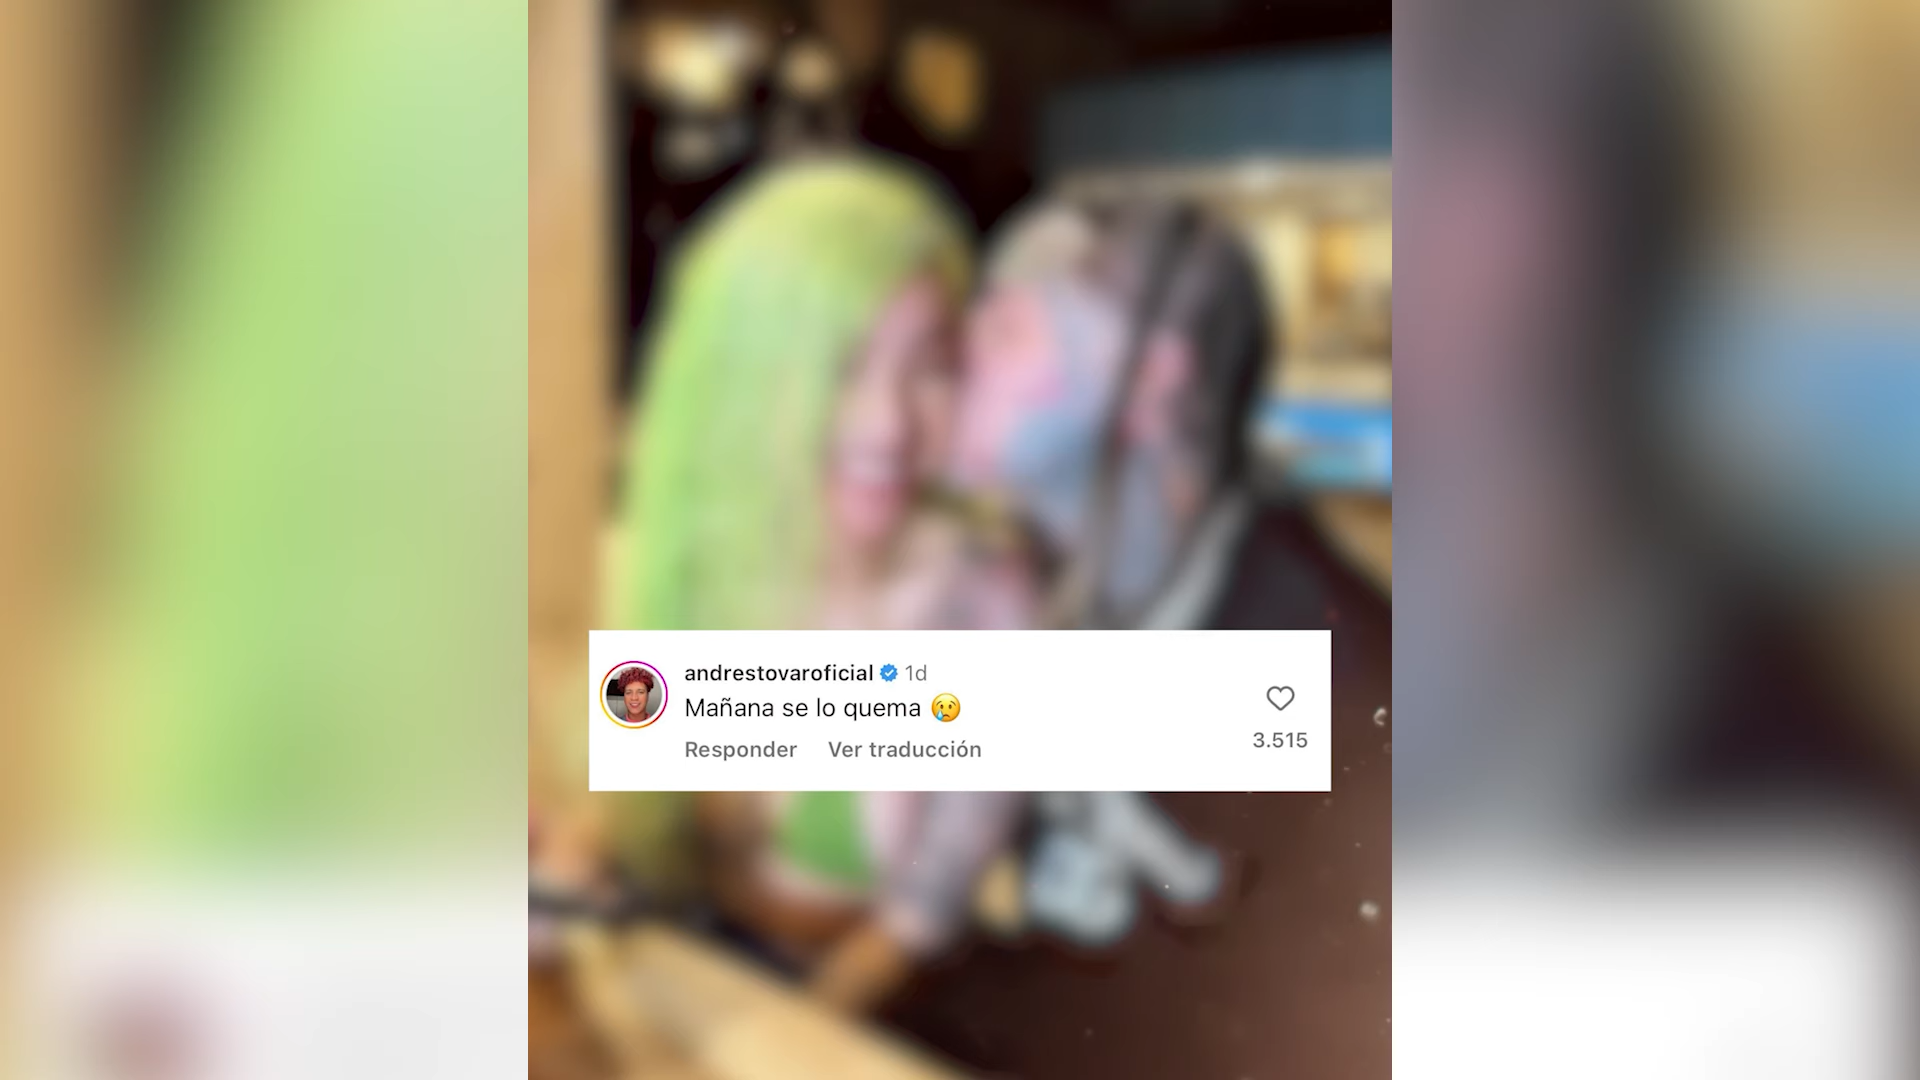 andrestovaroficial 1d
Mañana se lo quema 😢
Responder Ver traducción
3.515